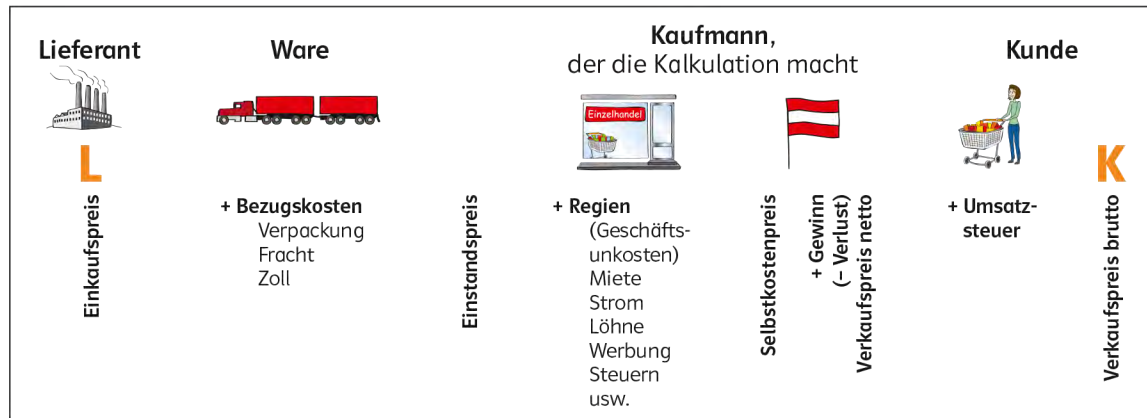 Lieferant
Ware
Kaufmann,
der die Kalkulation macht
Kunde
Einzelhandel
L
K
Einkaufspreis
+ Bezugskosten
Verpackung
Fracht
Zoll
Einstandspreis
+ Regien
(Geschäfts-
unkosten)
Miete
Strom
Löhne
Werbung
Steuern
usw.
Selbstkostenpreis
+ Gewinn
(– Verlust)
Verkaufspreis netto
+ Umsatz-
steuer
Verkaufspreis brutto